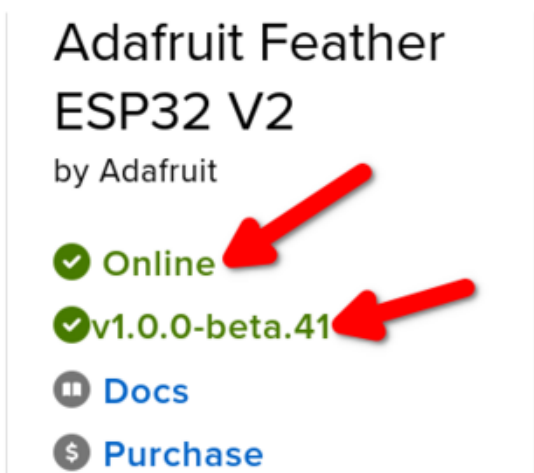 Adafruit Feather
ESP32 V2
by Adafruit
Online
v1.0.0-beta.41
Docs
$ Purchase